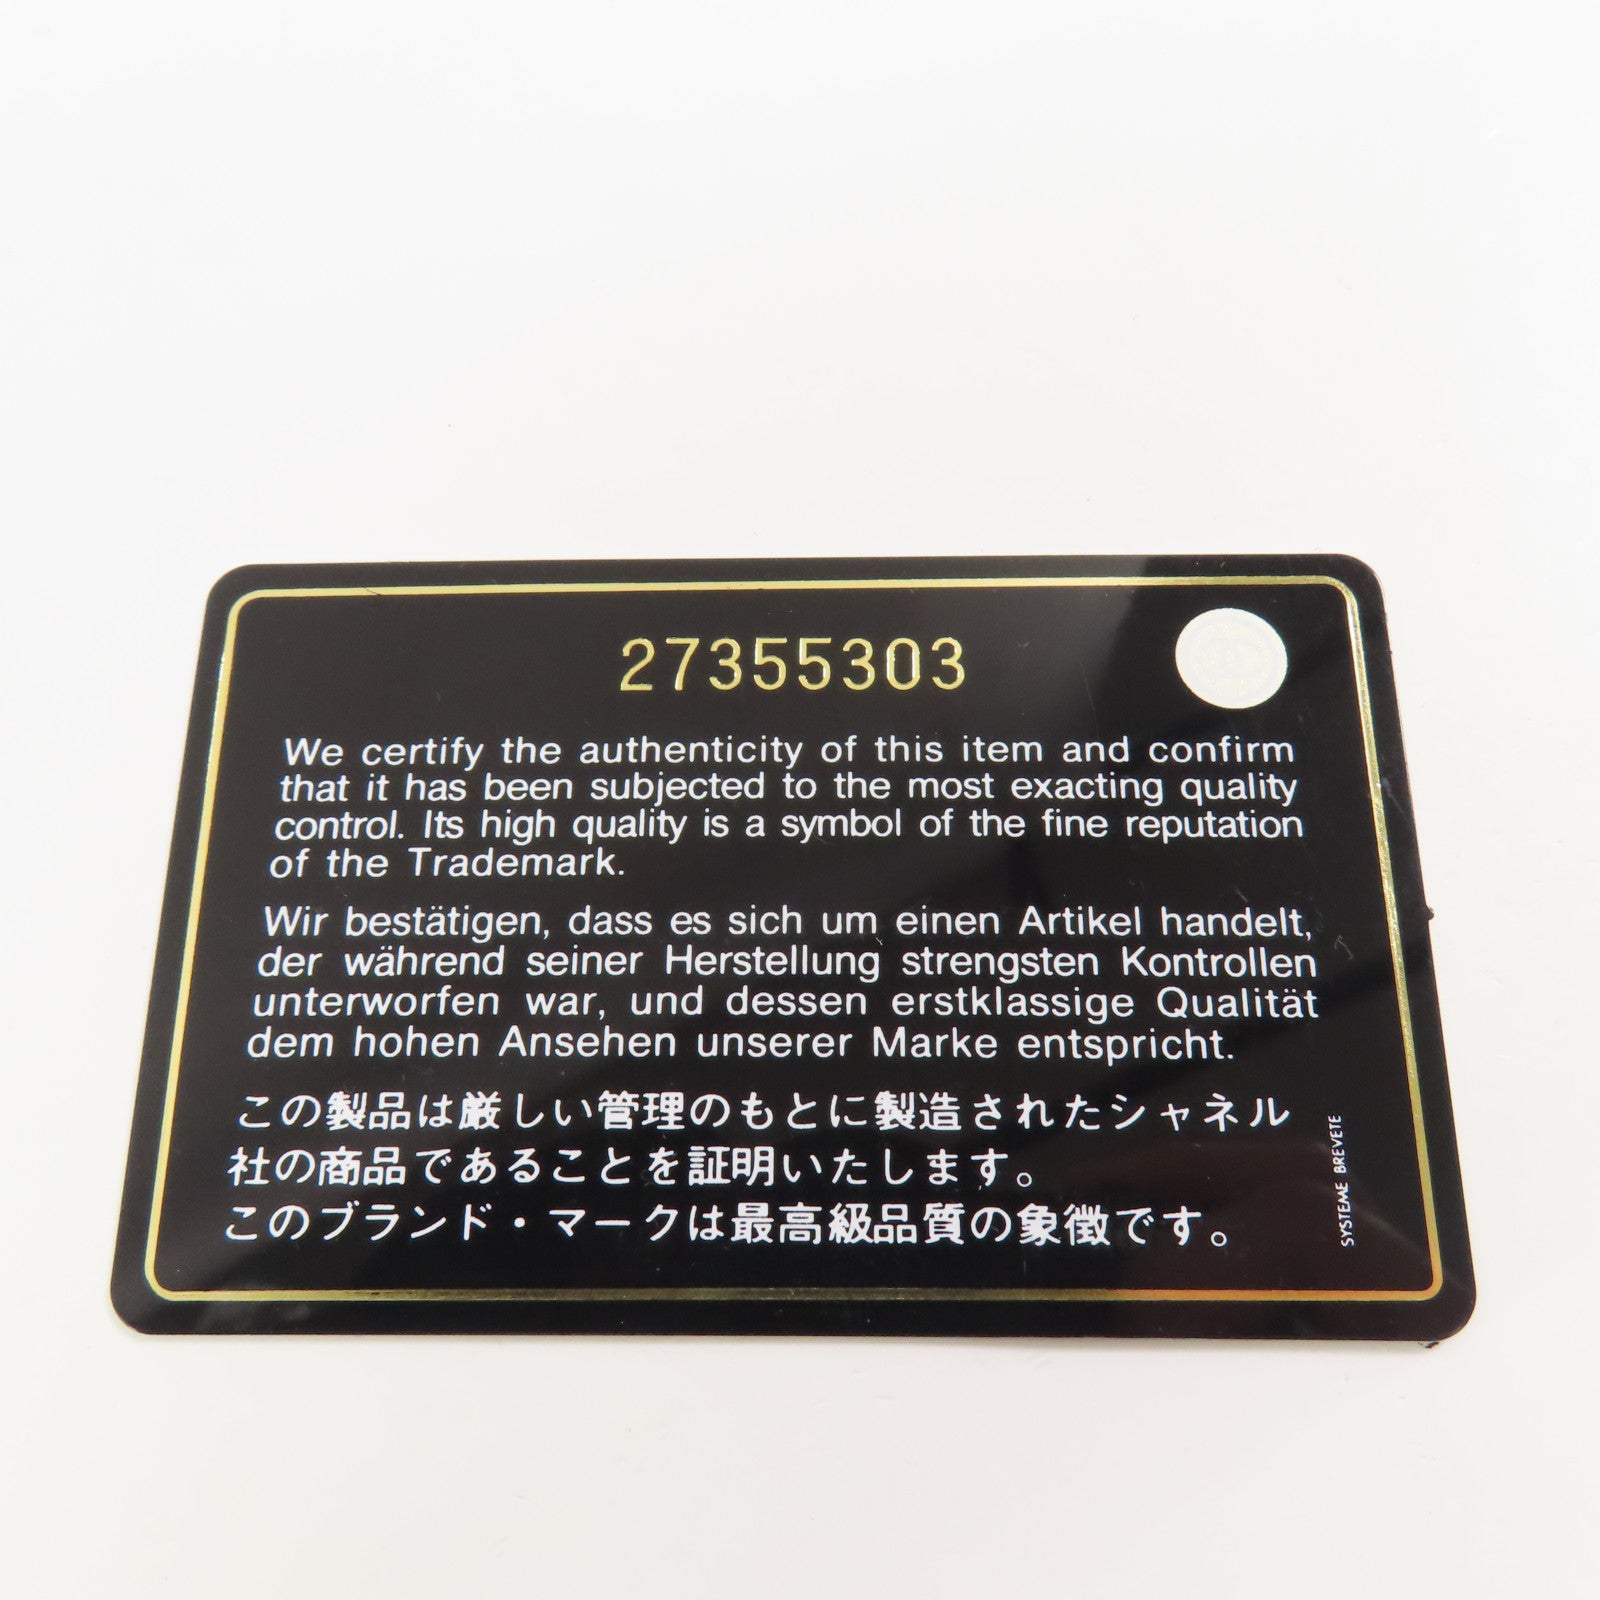 27355303
We certify the authenticity of this item and confirm
that it has been subjected to the most exacting quality
control. Its high quality is a symbol of the fine reputation
of the Trademark.
Wir bestätigen, dass es sich um einen Artikel handelt,
der während seiner Herstellung strengsten Kontrollen
unterworfen war, und dessen erstklassige Qualität
dem hohen Ansehen unserer Marke entspricht.
この製品は厳しい管理のもとに製造されたシャネル
社の商品であることを証明いたします。
このブランド・マークは最高級品質の象徴です。
SYSTEME BREVETE